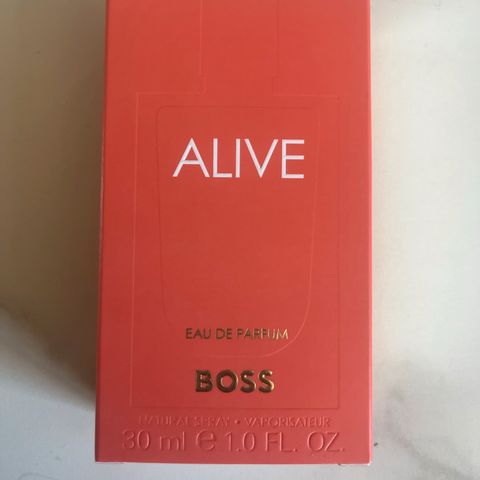 ALIVE
EAU DE PARFUM
BOSS
NATURAL SPRAY • VAPORISATEUR
30 ml ℮ 1.0 FL. OZ.